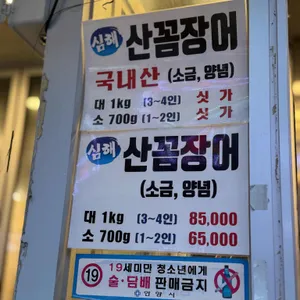 심해 산꼼장어
국내산 (소금, 양념)
대 1kg (3~4인) 싯가
소 700g (1~2인) 싯가
심해 산꼼장어
(소금, 양념)
대 1kg (3~4인) 85,000
소 700g (1~2인) 65,000
19 19세미만 청소년에게
술·담배 판매금지